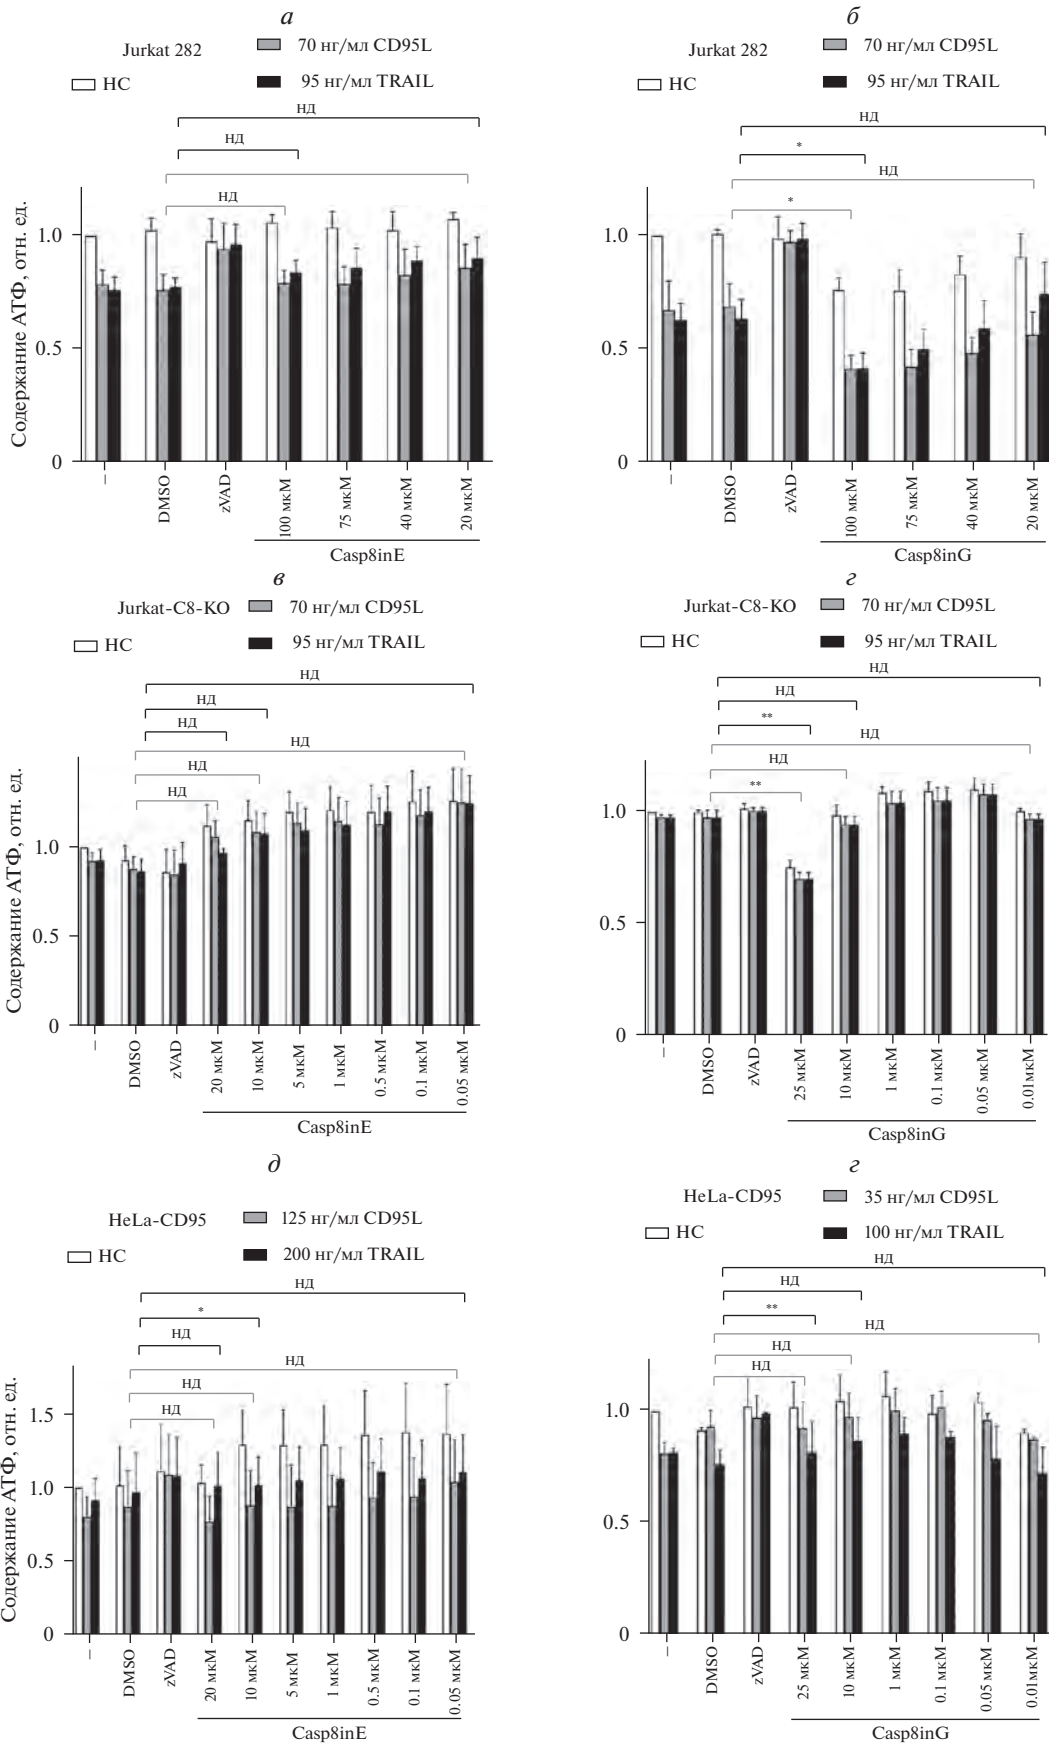 а
Jurkat 282
70 нг/мл CD95L
НС
95 нг/мл TRAIL
НД
НД
НД
Содержание АТФ, отн. ед.
1.0
0.5
0
–
DMSO
zVAD
100 мкМ
75 мкМ
40 мкМ
20 мкМ
Casp8inE
б
Jurkat 282
70 нг/мл CD95L
НС
95 нг/мл TRAIL
НД
*
НД
*
1.0
0.5
0
–
DMSO
zVAD
100 мкМ
75 мкМ
40 мкМ
20 мкМ
Casp8inG
в
Jurkat-C8-KO
70 нг/мл CD95L
НС
95 нг/мл TRAIL
НД
НД
НД
НД
НД
НД
Содержание АТФ, отн. ед.
1.0
0.5
0
–
DMSO
zVAD
20 мкМ
10 мкМ
5 мкМ
1 мкМ
0.5 мкМ
0.1 мкМ
0.05 мкМ
Casp8inE
г
Jurkat-C8-KO
70 нг/мл CD95L
НС
95 нг/мл TRAIL
НД
НД
**
НД
НД
**
1.0
0.5
0
–
DMSO
zVAD
25 мкМ
10 мкМ
1 мкМ
0.1 мкМ
0.05 мкМ
0.01мкМ
Casp8inG
д
HeLa-CD95
125 нг/мл CD95L
НС
200 нг/мл TRAIL
НД
*
НД
НД
НД
НД
Содержание АТФ, отн. ед.
1.5
1.0
0.5
0
–
DMSO
zVAD
20 мкМ
10 мкМ
5 мкМ
1 мкМ
0.5 мкМ
0.1 мкМ
0.05 мкМ
Casp8inE
г
HeLa-CD95
35 нг/мл CD95L
НС
100 нг/мл TRAIL
НД
НД
**
НД
НД
НД
1.0
0.5
0
–
DMSO
zVAD
25 мкМ
10 мкМ
1 мкМ
0.1 мкМ
0.05 мкМ
0.01мкМ
Casp8inG